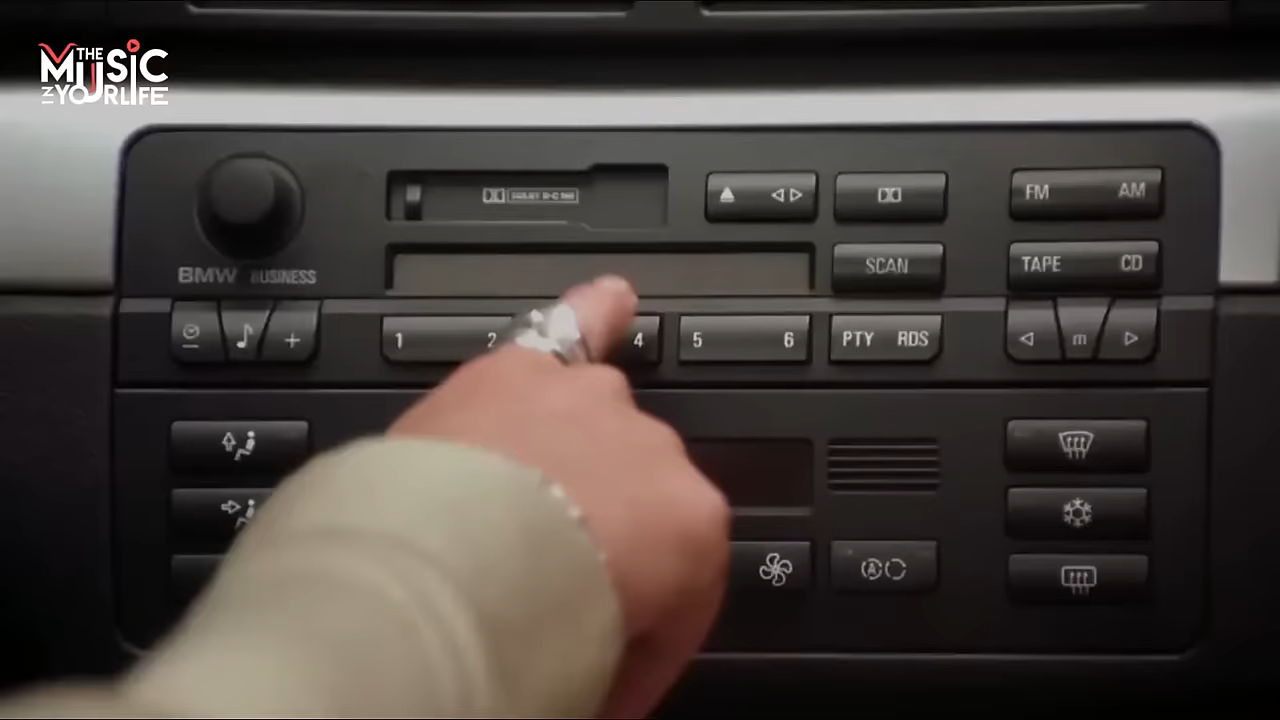 THE
MUSIC
IN YOUR LIFE
FM AM
BMW BUSINESS
SCAN
TAPE CD
1 2 4 5 6 PTY RDS m
+
A